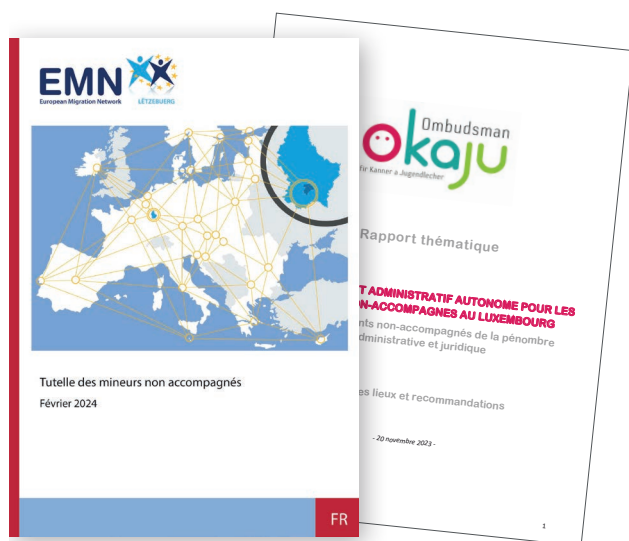 EMN
European Migration Network
LËTZEBUERG
Tutelle des mineurs non accompagnés
Février 2024
FR
Ombudsman
Okaju
fir Kanner a Jugendlecher
Rapport thématique
T ADMINISTRATIF AUTONOME POUR LES
N-ACCOMPAGNES AU LUXEMBOURG
nts non-accompagnés de la pénombre
dministrative et juridique
es lieux et recommandations
- 20 novembre 2023 -
1